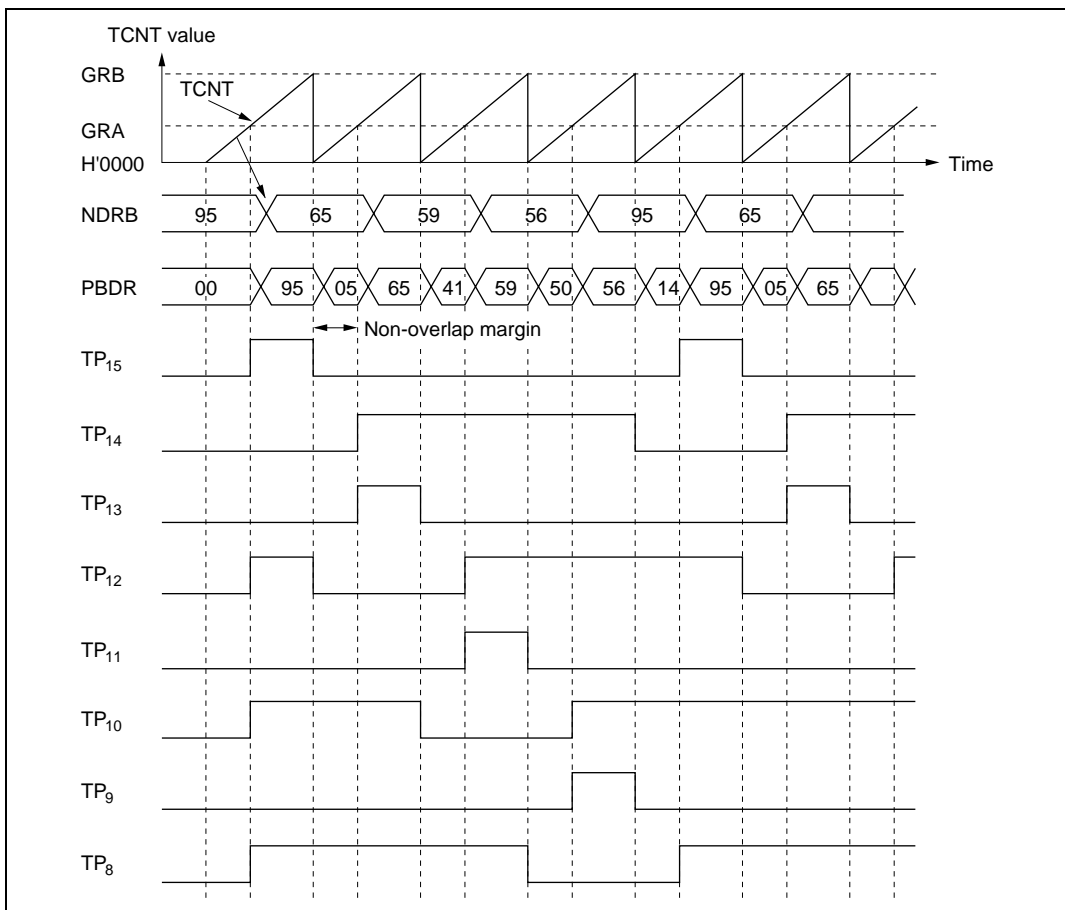 TCNT value
GRB
TCNT
GRA
H'0000
Time
NDRB 95 65 59 56 95 65
PBDR 00 95 05 65 41 59 50 56 14 95 05 65
Non-overlap margin
TP15
TP14
TP13
TP12
TP11
TP10
TP9
TP8